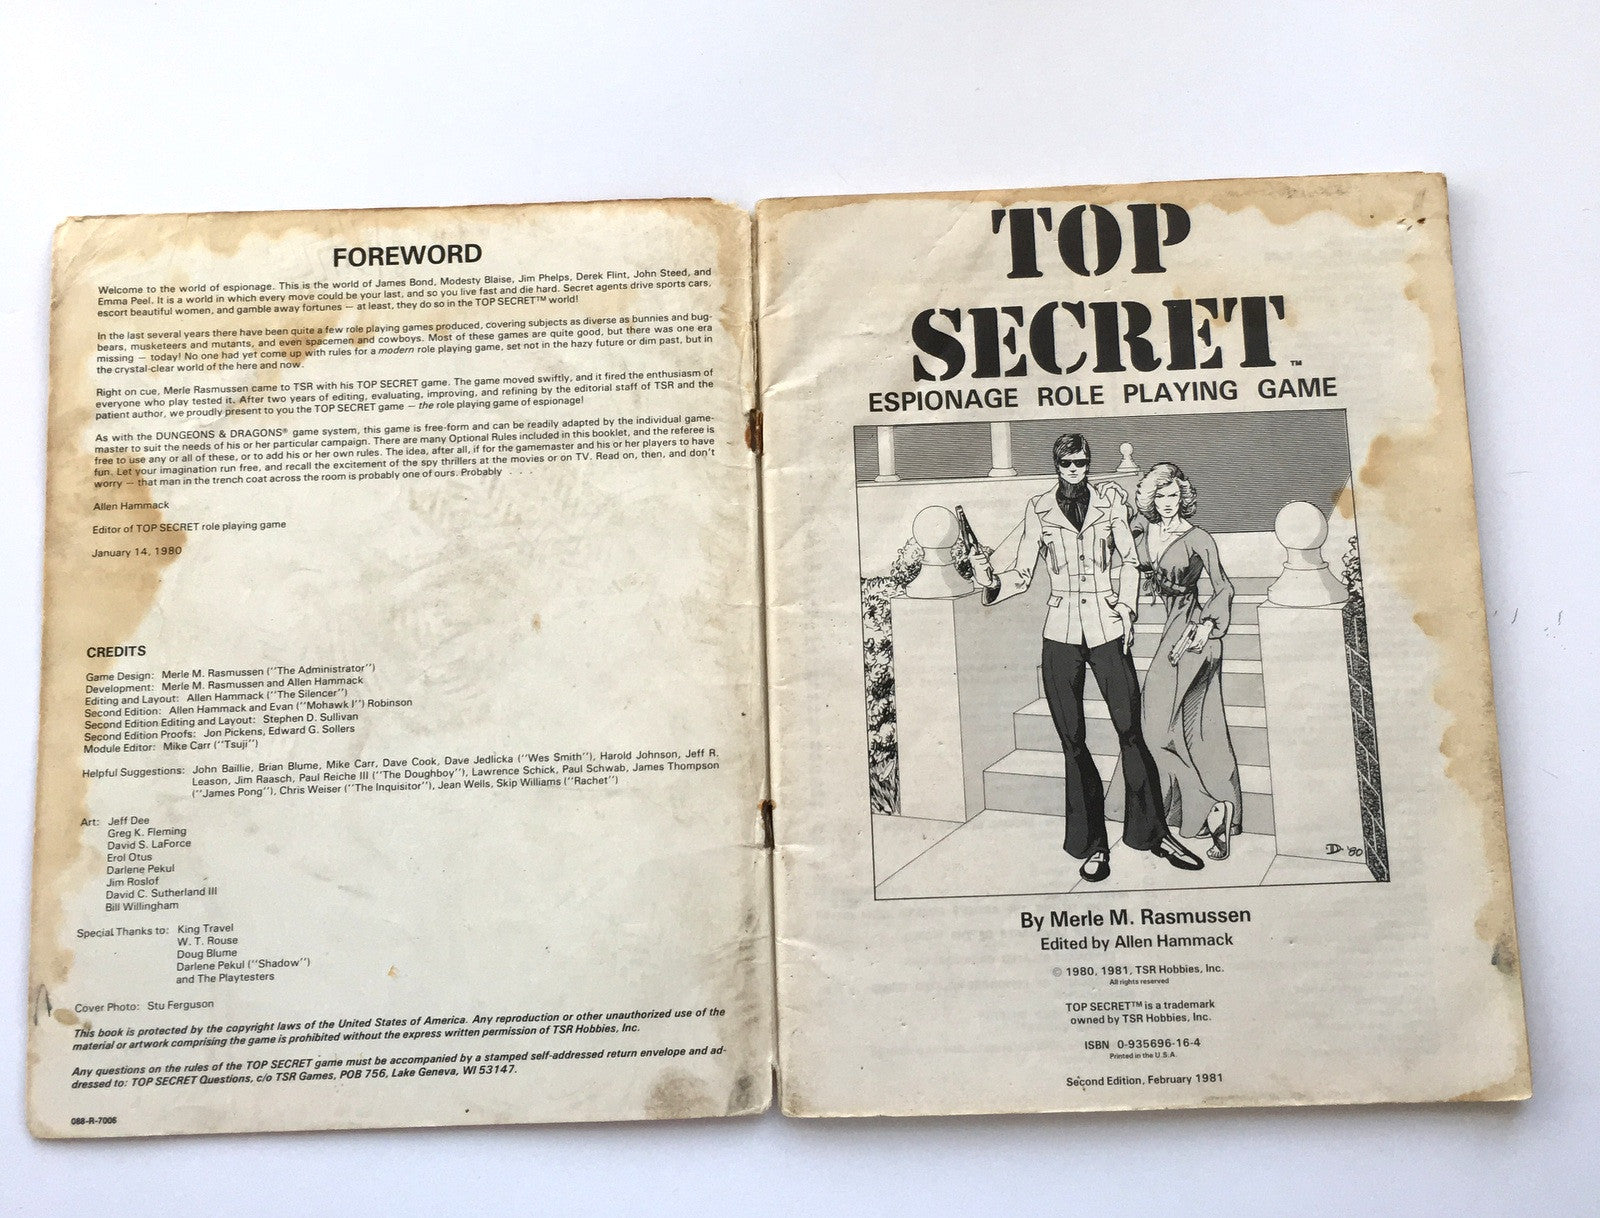 FOREWORD
Welcome to the world of espionage. This is the world of James Bond, Modesty Blaise, Jim Phelps, Derek Flint, John Steed, and
Emma Peel. It is a world in which every move could be your last, and so you live fast and die hard. Secret agents drive sports cars,
escort beautiful women, and gamble away fortunes — at least, they do so in the TOP SECRET™ world!
In the last several years there have been quite a few role playing games produced, covering subjects as diverse as bunnies and bug-
bears, musketeers and mutants, and even spacemen and cowboys. Most of these games are quite good, but there was one era
missing — today! No one had yet come up with rules for a modern role playing game, set not in the hazy future or dim past, but in
the crystal-clear world of the here and now.
Right on cue, Merle Rasmussen came to TSR with his TOP SECRET game. The game moved swiftly, and it fired the enthusiasm of
everyone who play tested it. After two years of editing, evaluating, improving, and refining by the editorial staff of TSR and the
patient author, we proudly present to you the TOP SECRET game — the role playing game of espionage!
As with the DUNGEONS & DRAGONS® game system, this game is free-form and can be readily adapted by the individual game-
master to suit the needs of his or her particular campaign. There are many Optional Rules included in this booklet, and the referee is
free to use any or all of these, or to add his or her own rules. The idea, after all, if for the gamemaster and his or her players to have
fun. Let your imagination run free, and recall the excitement of the spy thrillers at the movies or on TV. Read on, then, and don't
worry — that man in the trench coat across the room is probably one of ours. Probably . . .
Allen Hammack
Editor of TOP SECRET role playing game
January 14, 1980
CREDITS
Game Design: Merle M. Rasmussen (''The Administrator'')
Development: Merle M. Rasmussen and Allen Hammack
Editing and Layout: Allen Hammack (''The Silencer'')
Second Edition: Allen Hammack and Evan (''Mohawk I'') Robinson
Second Edition Editing and Layout: Stephen D. Sullivan
Second Edition Proofs: Jon Pickens, Edward G. Sollers
Module Editor: Mike Carr (''Tsuji'')
Helpful Suggestions: John Baillie, Brian Blume, Mike Carr, Dave Cook, Dave Jedlicka (''Wes Smith''), Harold Johnson, Jeff R.
Leason, Jim Raasch, Paul Reiche III (''The Doughboy''), Lawrence Schick, Paul Schwab, James Thompson
(''James Pong''), Chris Weiser (''The Inquisitor''), Jean Wells, Skip Williams (''Rachet'')
Art: Jeff Dee
Greg K. Fleming
David S. LaForce
Erol Otus
Darlene Pekul
Jim Roslof
David C. Sutherland III
Bill Willingham
Special Thanks to: King Travel
W. T. Rouse
Doug Blume
Darlene Pekul (''Shadow'')
and The Playtesters
Cover Photo: Stu Ferguson
This book is protected by the copyright laws of the United States of America. Any reproduction or other unauthorized use of the
material or artwork comprising the game is prohibited without the express written permission of TSR Hobbies, Inc.
Any questions on the rules of the TOP SECRET game must be accompanied by a stamped self-addressed return envelope and ad-
dressed to: TOP SECRET Questions, c/o TSR Games, POB 756, Lake Geneva, WI 53147.
088-R-7006
TOP
SECRET™
ESPIONAGE ROLE PLAYING GAME
D. '80
By Merle M. Rasmussen
Edited by Allen Hammack
© 1980, 1981, TSR Hobbies, Inc.
All rights reserved
TOP SECRET™ is a trademark
owned by TSR Hobbies, Inc.
ISBN 0-935696-16-4
Printed in the U.S.A.
Second Edition, February 1981